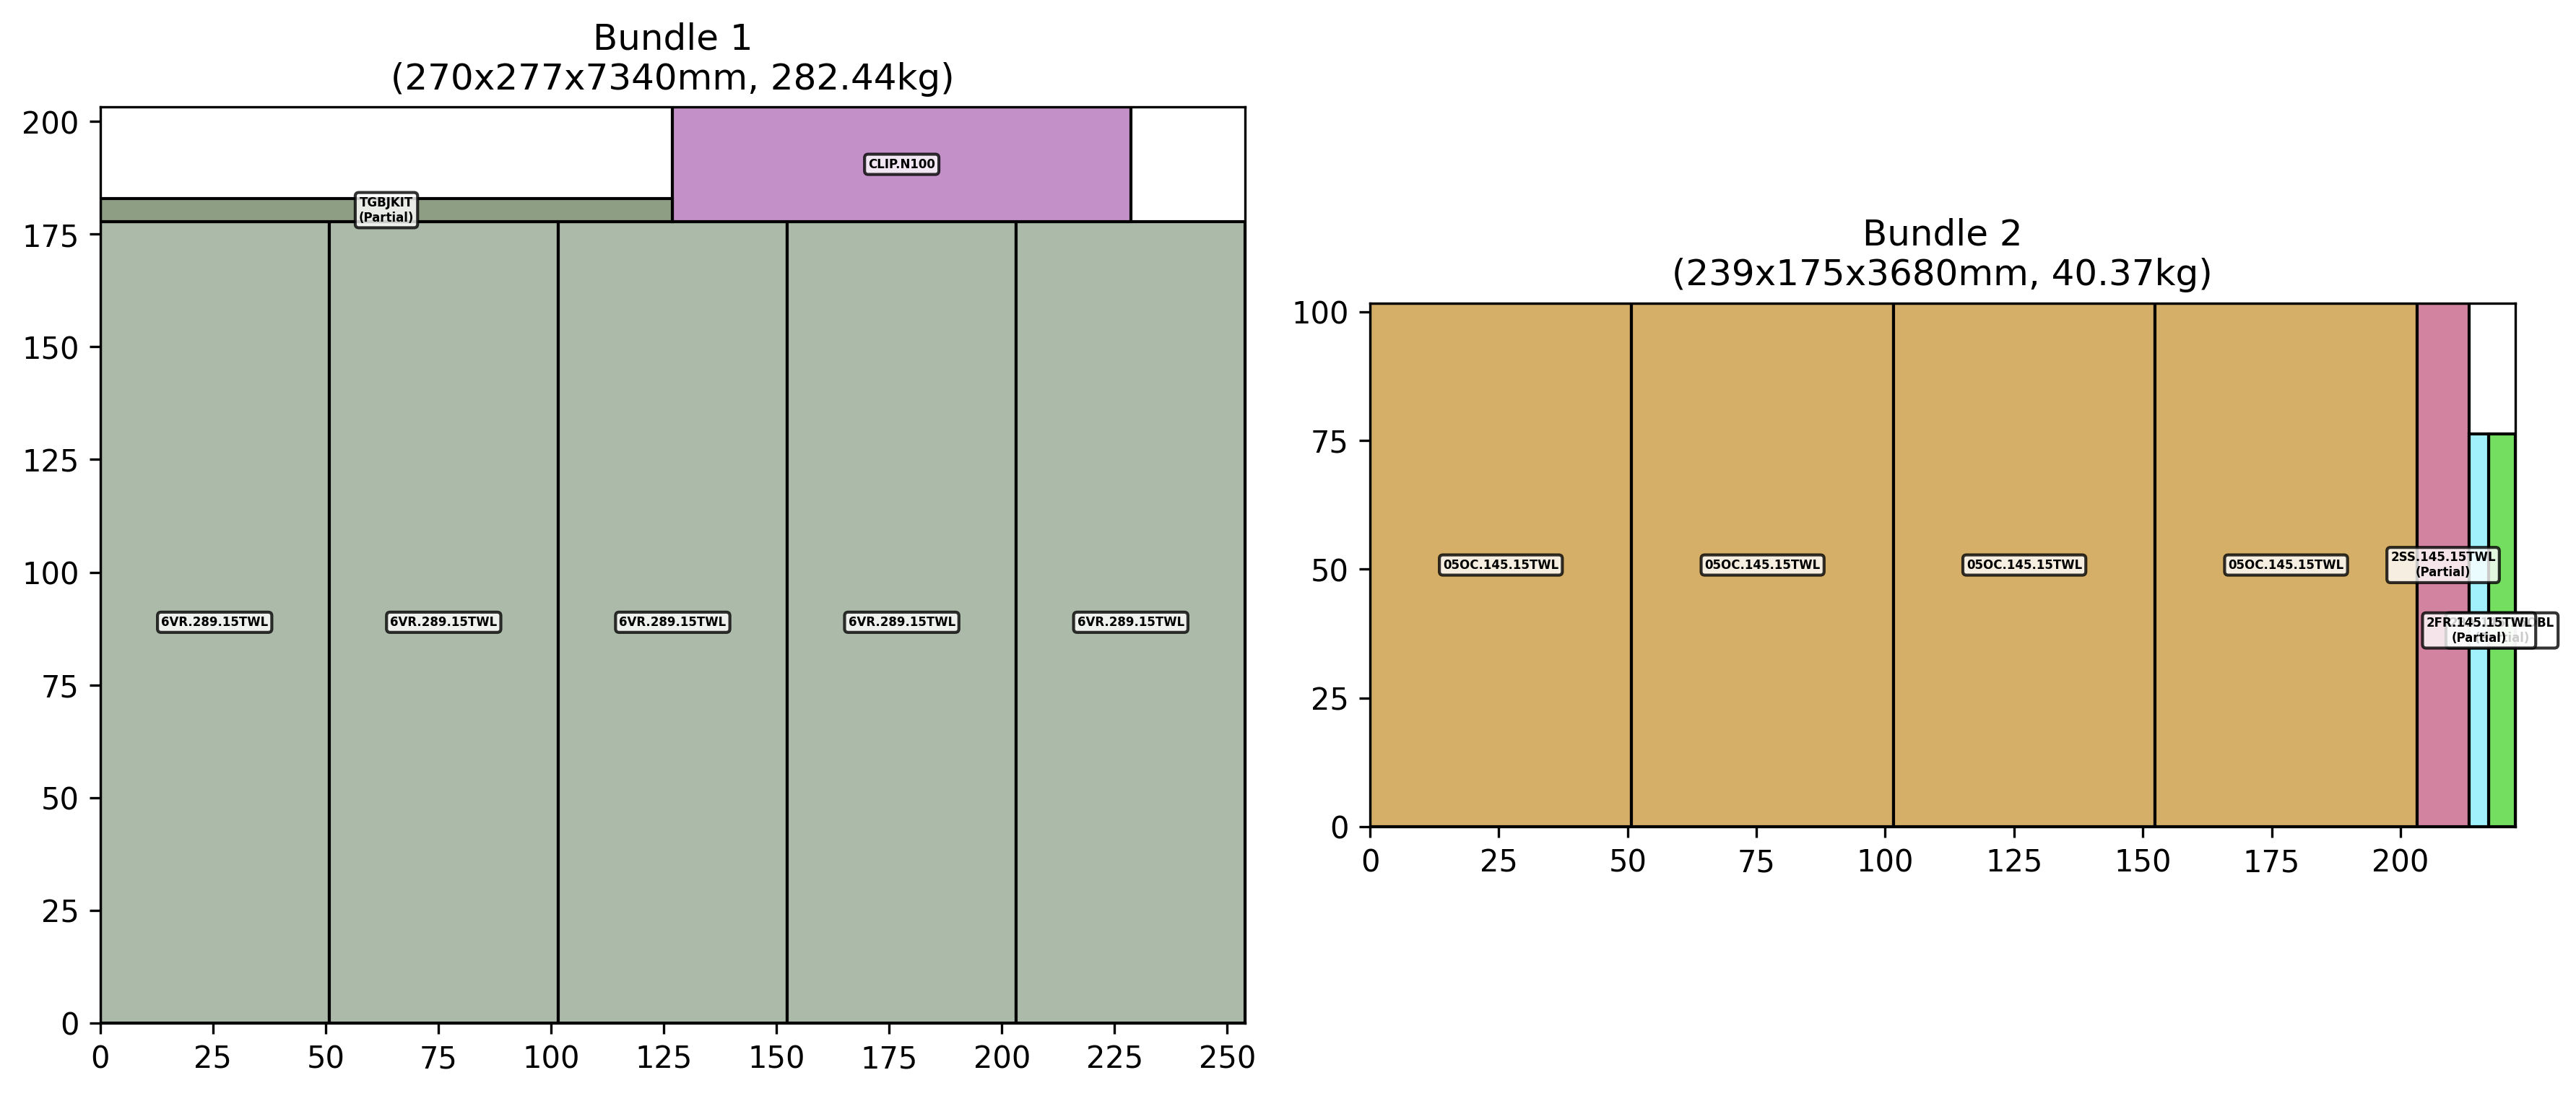 Bundle 1
(270x277x7340mm, 282.44kg)
200
175
150
125
100
75
50
25
0
0 25 50 75 100 125 150 175 200 225 250
CLIP.N100
TGBJKIT
(Partial)
6VR.289.15TWL
6VR.289.15TWL
6VR.289.15TWL
6VR.289.15TWL
6VR.289.15TWL
Bundle 2
(239x175x3680mm, 40.37kg)
100
75
50
25
0
0 25 50 75 100 125 150 175 200
05OC.145.15TWL
05OC.145.15TWL
05OC.145.15TWL
05OC.145.15TWL
2SS.145.15TWL
(Partial)
2FR.145.15TWL
(Partial)